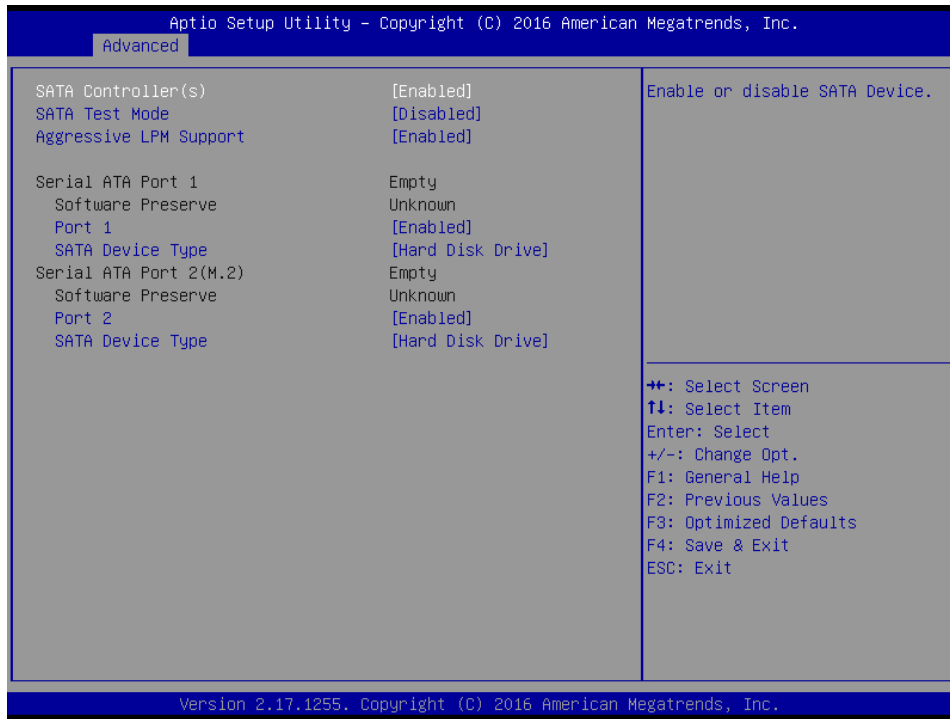 Aptio Setup Utility – Copyright (C) 2016 American Megatrends, Inc.
Advanced
SATA Controller(s) [Enabled]
SATA Test Mode [Disabled]
Aggressive LPM Support [Enabled]
Serial ATA Port 1 Empty
Software Preserve Unknown
Port 1 [Enabled]
SATA Device Type [Hard Disk Drive]
Serial ATA Port 2(M.2) Empty
Software Preserve Unknown
Port 2 [Enabled]
SATA Device Type [Hard Disk Drive]
Enable or disable SATA Device.
→←: Select Screen
↑↓: Select Item
Enter: Select
+/-: Change Opt.
F1: General Help
F2: Previous Values
F3: Optimized Defaults
F4: Save & Exit
ESC: Exit
Version 2.17.1255. Copyright (C) 2016 American Megatrends, Inc.